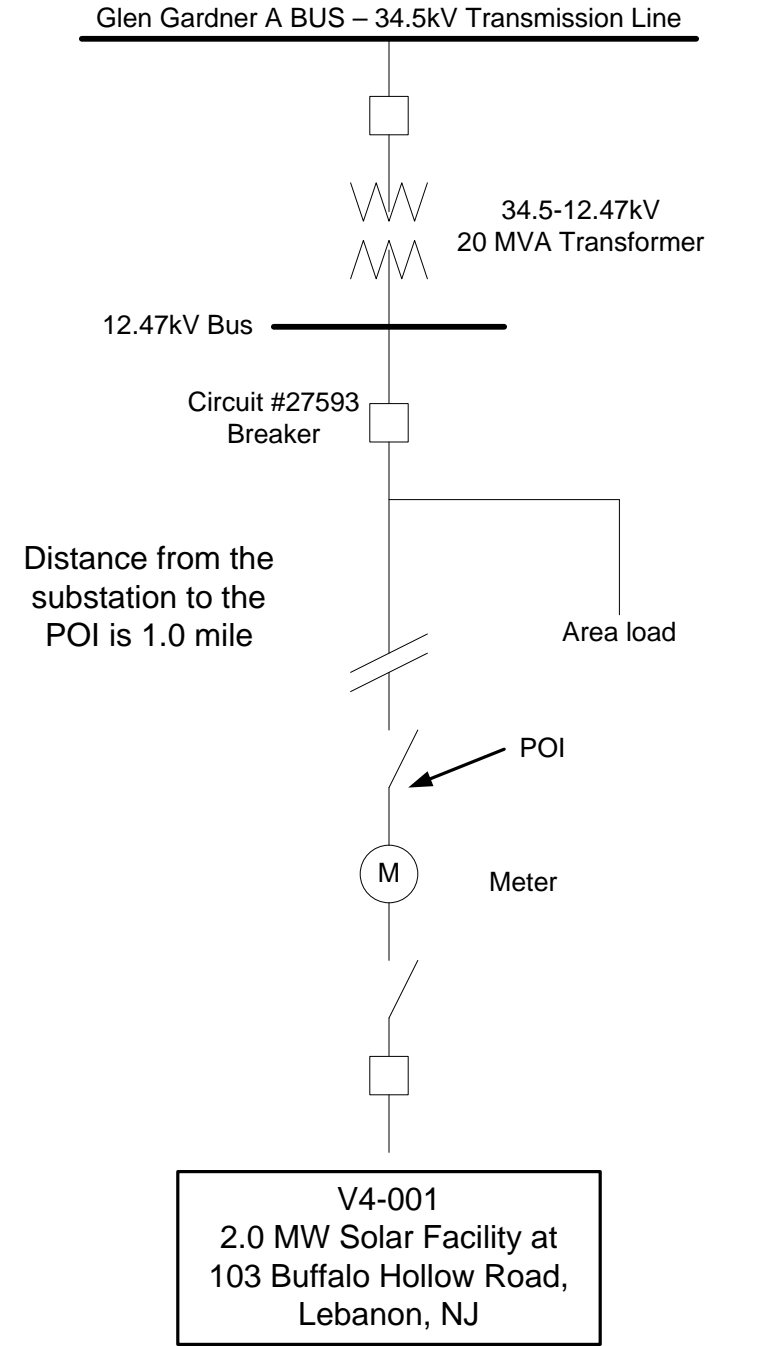 Glen Gardner A BUS – 34.5kV Transmission Line
34.5-12.47kV
20 MVA Transformer
12.47kV Bus
Circuit #27593
Breaker
Distance from the
substation to the
POI is 1.0 mile
Area load
POI
M
Meter
V4-001
2.0 MW Solar Facility at
103 Buffalo Hollow Road,
Lebanon, NJ